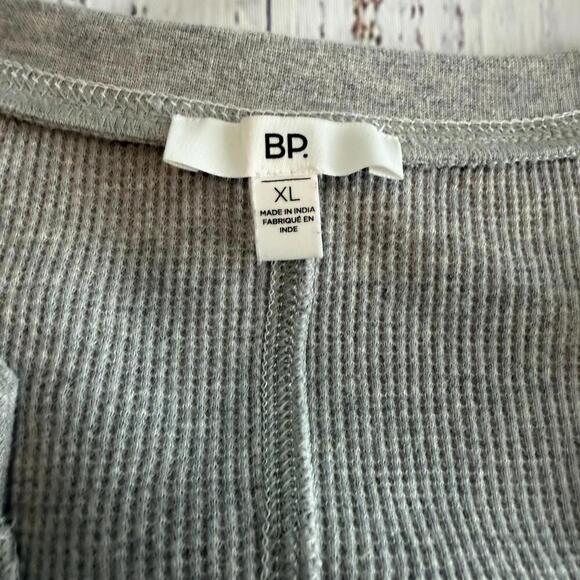 BP.
XL
MADE IN INDIA
FABRIQUÉ EN
INDE